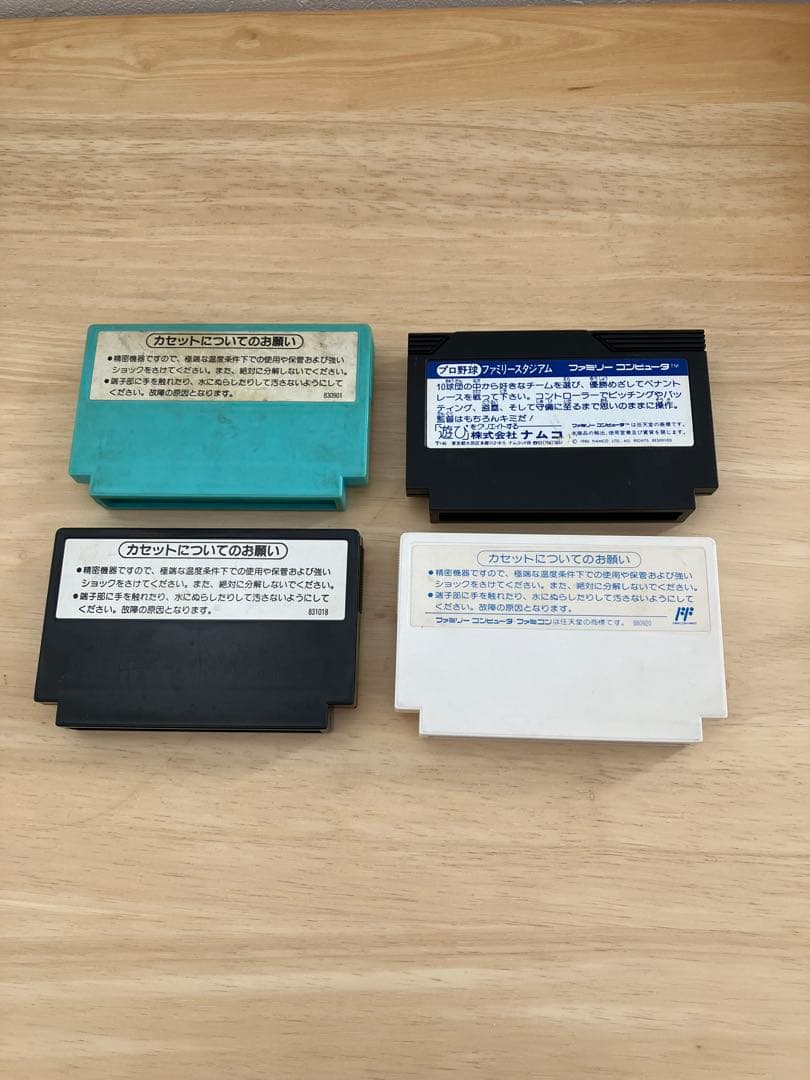 カセットについてのお願い
●精密機器ですので、極端な温度条件下での使用や保管および強い
ショックをさけてください。また、絶対に分解しないでください。
●端子部に手を触れたり、水にぬらしたりして汚さないようにして
ください。故障の原因となります。
830901
プロ野球 ファミリースタジアム ファミリー コンピュータ™
10球団の中から好きなチームを選び、優勝めざしてペナント
レースを戦って下さい。コントローラーでピッチングやバッ
ティング、盗塁、そして守備に至るまで思いのままに操作。
監督はもちろんキミだ!
「遊び」をクリエイトする
株式会社 ナムコ
ファミリー コンピュータ™は任天堂の商標です。
カセットについてのお願い
●精密機器ですので、極端な温度条件下での使用や保管および強い
ショックをさけてください。また、絶対に分解しないでください。
●端子部に手を触れたり、水にぬらしたりして汚さないようにして
ください。故障の原因となります。
831018
カセットについてのお願い
●精密機器ですので、極端な温度条件下での使用や保管および強い
ショックをさけてください。また、絶対に分解しないでください。
●端子部に手を触れたり、水にぬらしたりして汚さないようにして
ください。故障の原因となります。
ファミリー コンピュータ・ファミコンは任天堂の商標です。 880920